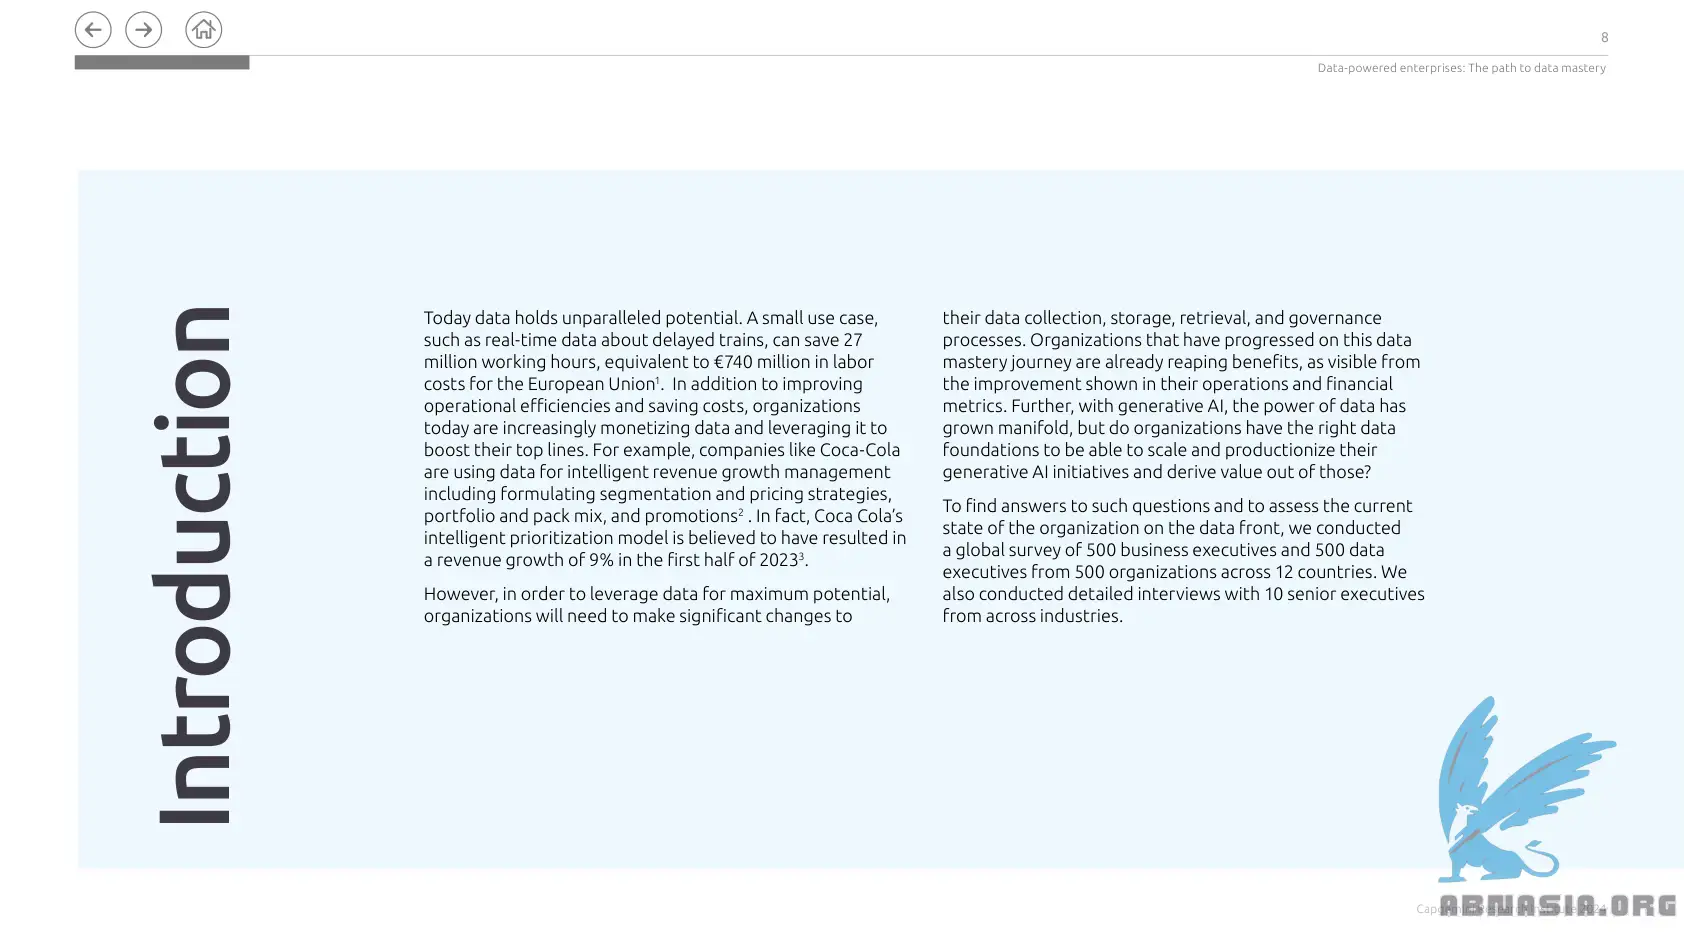 8
Data-powered enterprises: The path to data mastery
Introduction
Today data holds unparalleled potential. A small use case,
such as real-time data about delayed trains, can save 27
million working hours, equivalent to €740 million in labor
costs for the European Union¹.  In addition to improving
operational efficiencies and saving costs, organizations
today are increasingly monetizing data and leveraging it to
boost their top lines. For example, companies like Coca-Cola
are using data for intelligent revenue growth management
including formulating segmentation and pricing strategies,
portfolio and pack mix, and promotions² . In fact, Coca Cola’s
intelligent prioritization model is believed to have resulted in
a revenue growth of 9% in the first half of 2023³.
However, in order to leverage data for maximum potential,
organizations will need to make significant changes to
their data collection, storage, retrieval, and governance
processes. Organizations that have progressed on this data
mastery journey are already reaping benefits, as visible from
the improvement shown in their operations and financial
metrics. Further, with generative AI, the power of data has
grown manifold, but do organizations have the right data
foundations to be able to scale and productionize their
generative AI initiatives and derive value out of those?
To find answers to such questions and to assess the current
state of the organization on the data front, we conducted
a global survey of 500 business executives and 500 data
executives from 500 organizations across 12 countries. We
also conducted detailed interviews with 10 senior executives
from across industries.
ABNASIA.ORG